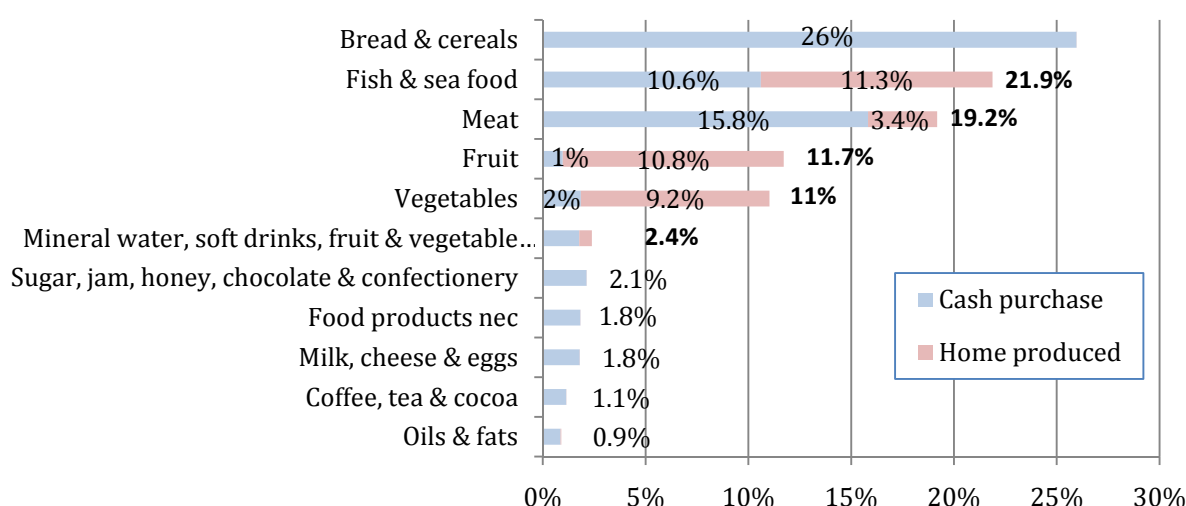 Bread & cereals 26%
Fish & sea food 10.6% 11.3% 21.9%
Meat 15.8% 3.4% 19.2%
Fruit 1% 10.8% 11.7%
Vegetables 2% 9.2% 11%
Mineral water, soft drinks, fruit & vegetable... 2.4%
Sugar, jam, honey, chocolate & confectionery 2.1%
Food products nec 1.8%
Milk, cheese & eggs 1.8%
Coffee, tea & cocoa 1.1%
Oils & fats 0.9%
Cash purchase
Home produced
0% 5% 10% 15% 20% 25% 30%